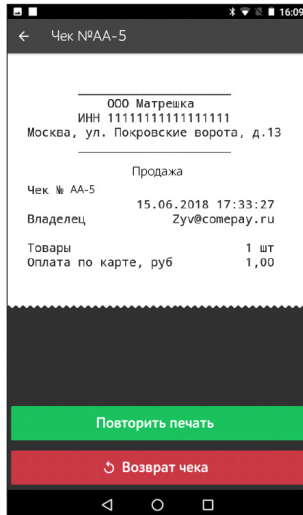 16:09
Чек №АА-5
ООО Матрешка
ИНН 11111111111111111
Москва, ул. Покровские ворота, д.13
Продажа
Чек № АА-5
15.06.2018 17:33:27
Владелец Zyv@comepay.ru
Товары 1 шт
Оплата по карте, руб 1,00
Повторить печать
Возврат чека